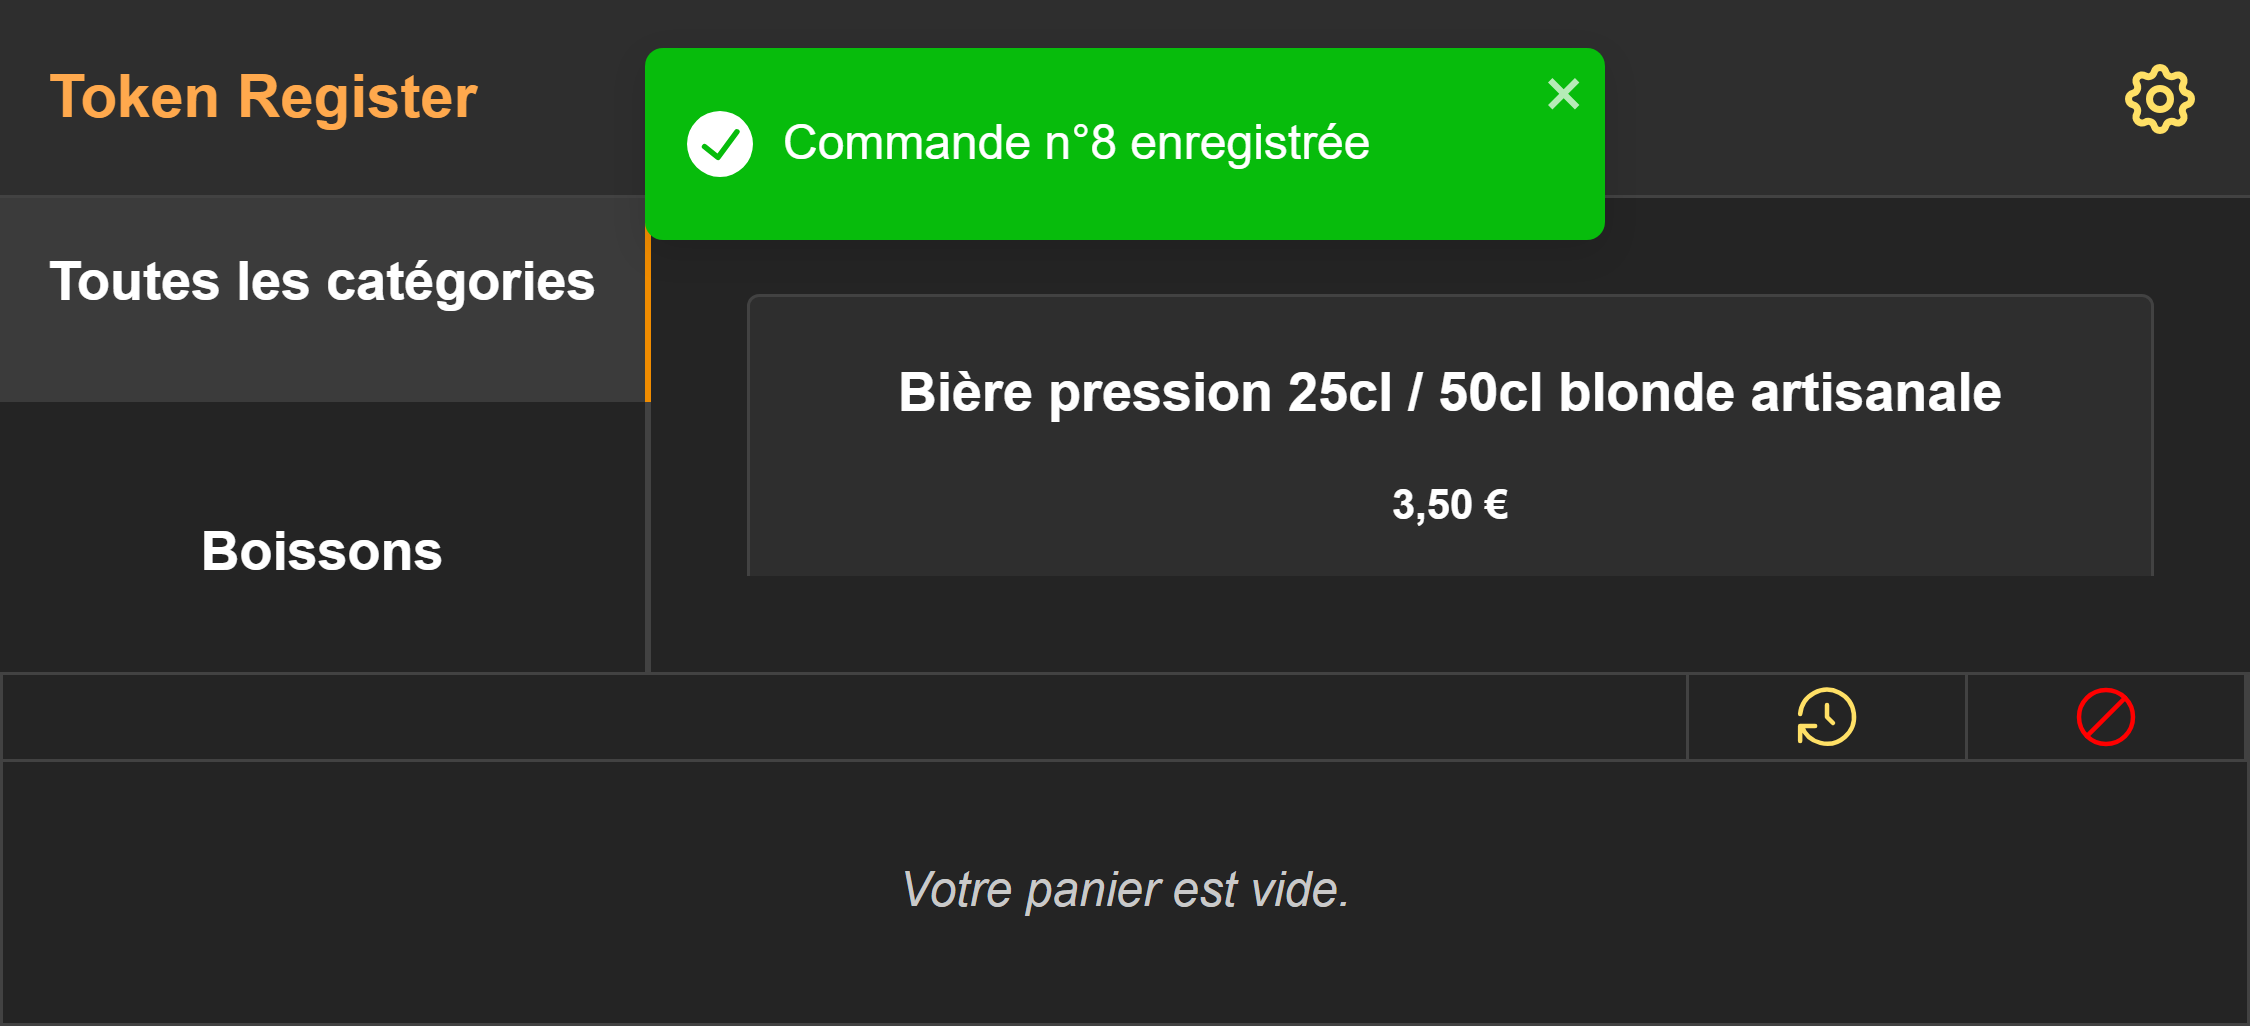 Token Register
Commande n°8 enregistrée
Toutes les catégories
Bière pression 25cl / 50cl blonde artisanale
3,50 €
Boissons
Votre panier est vide.